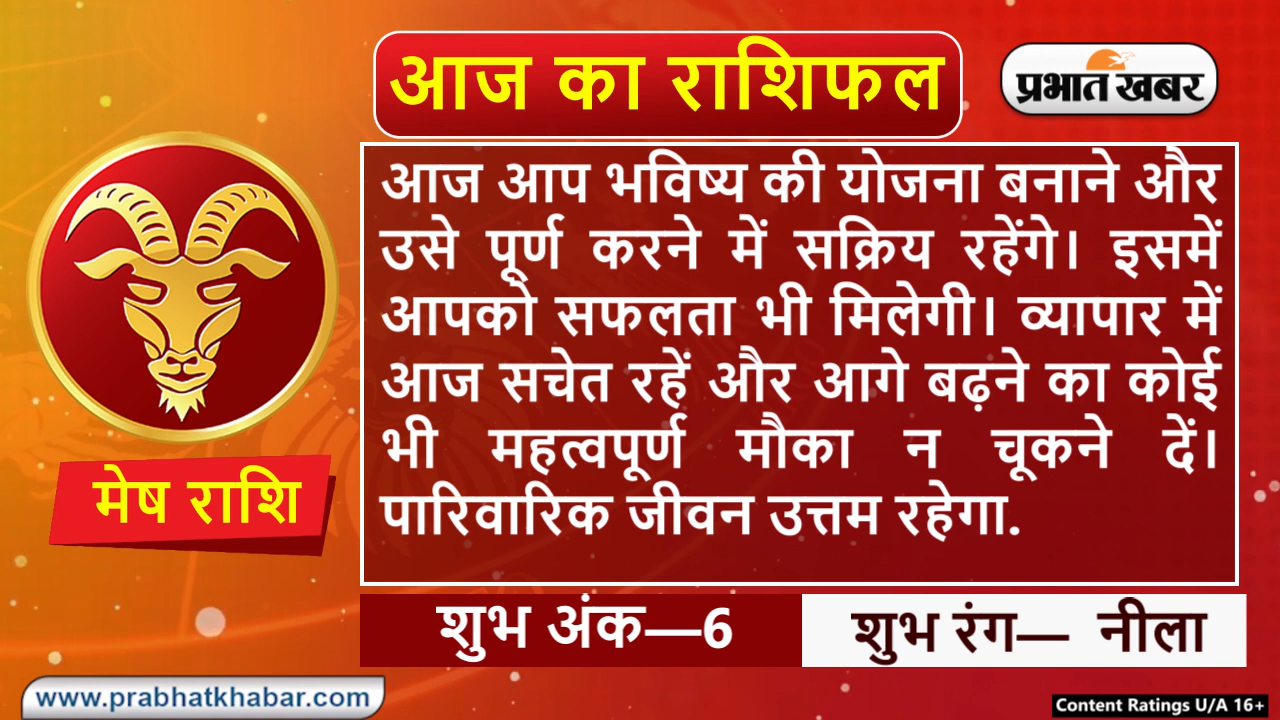 आज का राशिफल
प्रभात खबर
आज आप भविष्य की योजना बनाने और
उसे पूर्ण करने में सक्रिय रहेंगे। इसमें
आपको सफलता भी मिलेगी। व्यापार में
आज सचेत रहें और आगे बढ़ने का कोई
भी महत्वपूर्ण मौका न चूकने दें।
पारिवारिक जीवन उत्तम रहेगा.
मेष राशि
शुभ अंक—6
शुभ रंग— नीला
www.prabhatkhabar.com
Content Ratings U/A 16+